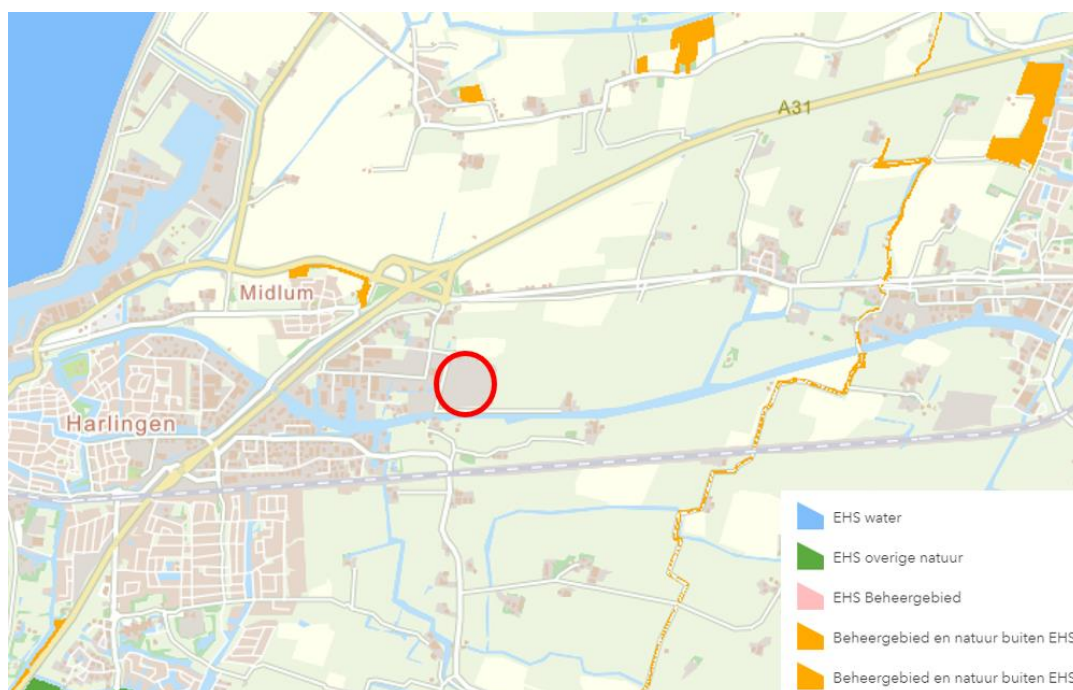 A31
Midlum
Harlingen
EHS water
EHS overige natuur
EHS Beheergebied
Beheergebied en natuur buiten EHS
Beheergebied en natuur buiten EHS